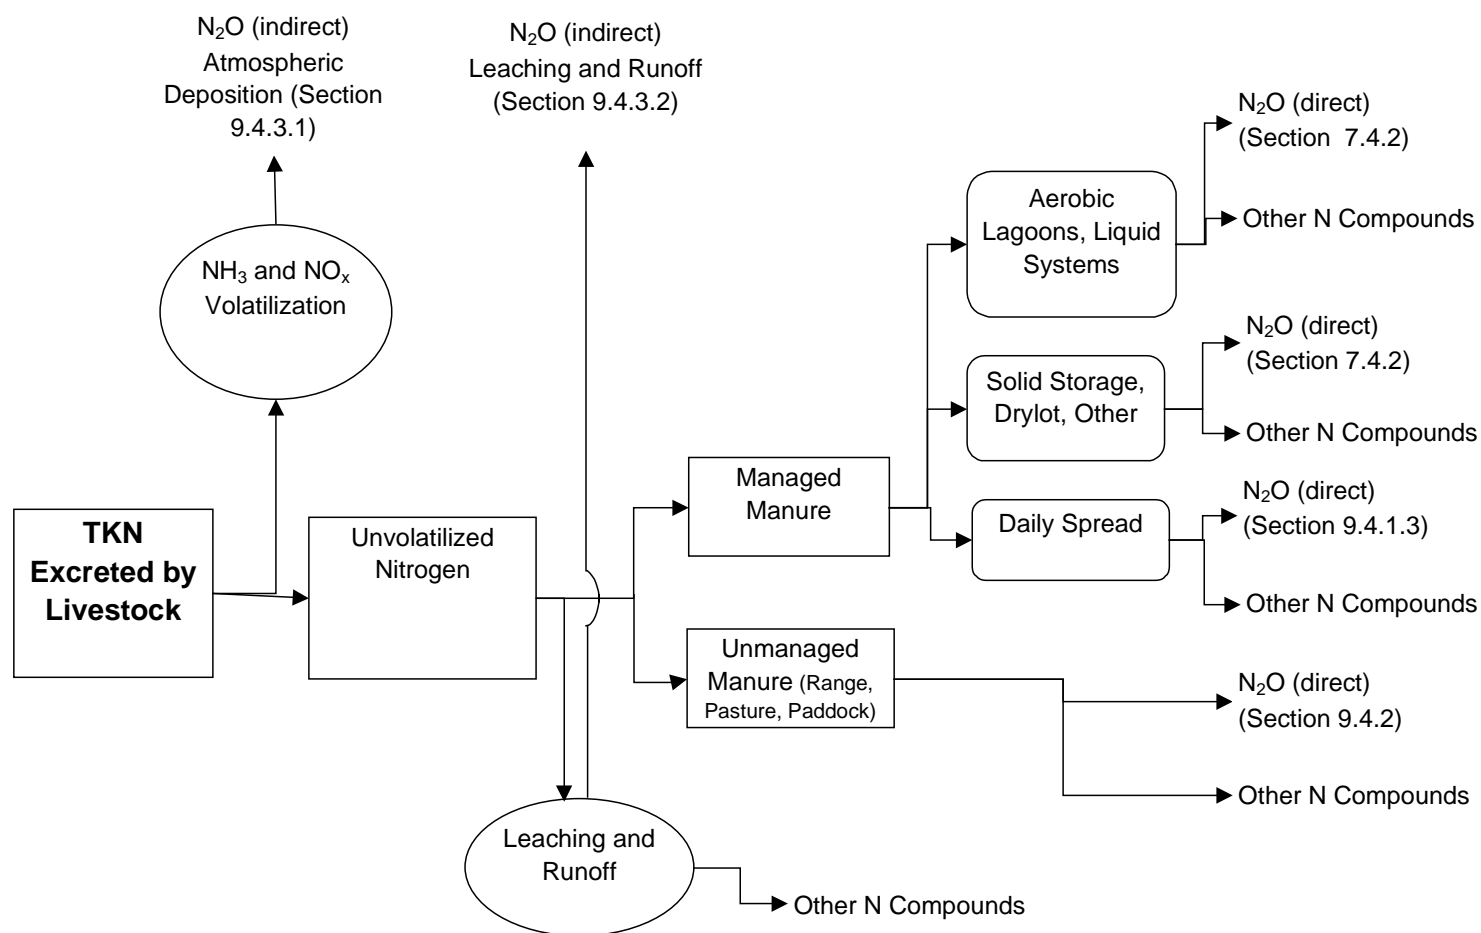 N₂O (indirect)
Atmospheric
Deposition (Section
9.4.3.1)
N₂O (indirect)
Leaching and Runoff
(Section 9.4.3.2)
NH₃ and NOₓ
Volatilization
TKN
Excreted by
Livestock
Unvolatilized
Nitrogen
Managed
Manure
Unmanaged
Manure (Range,
Pasture, Paddock)
Leaching and
Runoff
Other N Compounds
Aerobic
Lagoons, Liquid
Systems
N₂O (direct)
(Section 7.4.2)
Other N Compounds
Solid Storage,
Drylot, Other
N₂O (direct)
(Section 7.4.2)
Other N Compounds
Daily Spread
N₂O (direct)
(Section 9.4.1.3)
Other N Compounds
N₂O (direct)
(Section 9.4.2)
Other N Compounds